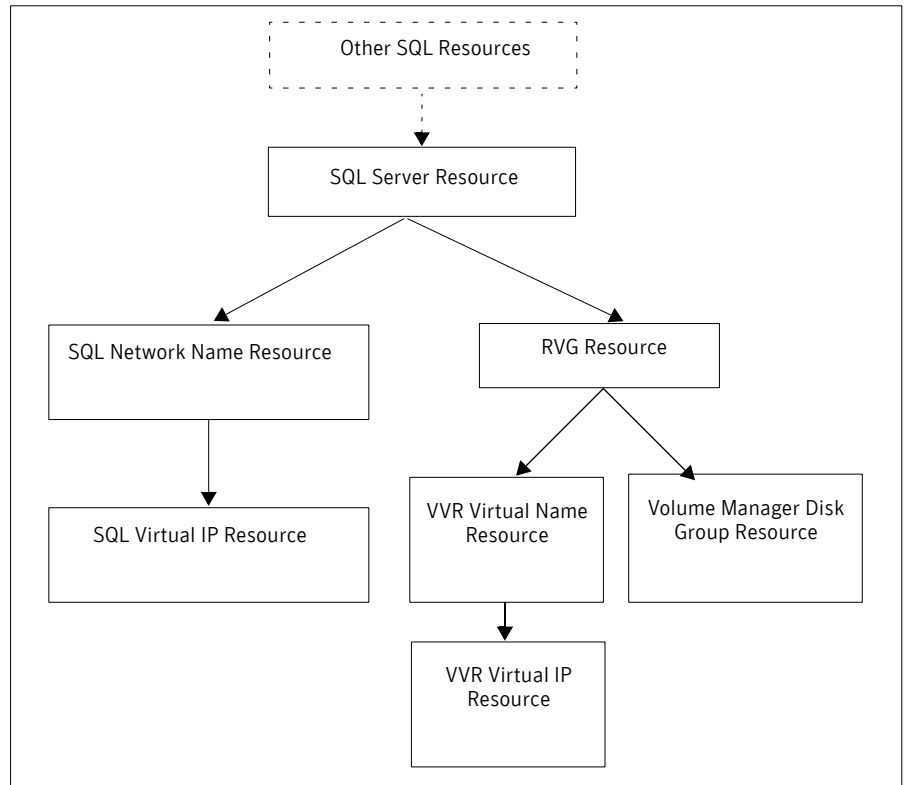 Other SQL Resources
SQL Server Resource
SQL Network Name Resource
RVG Resource
SQL Virtual IP Resource
VVR Virtual Name
Resource
Volume Manager Disk
Group Resource
VVR Virtual IP
Resource